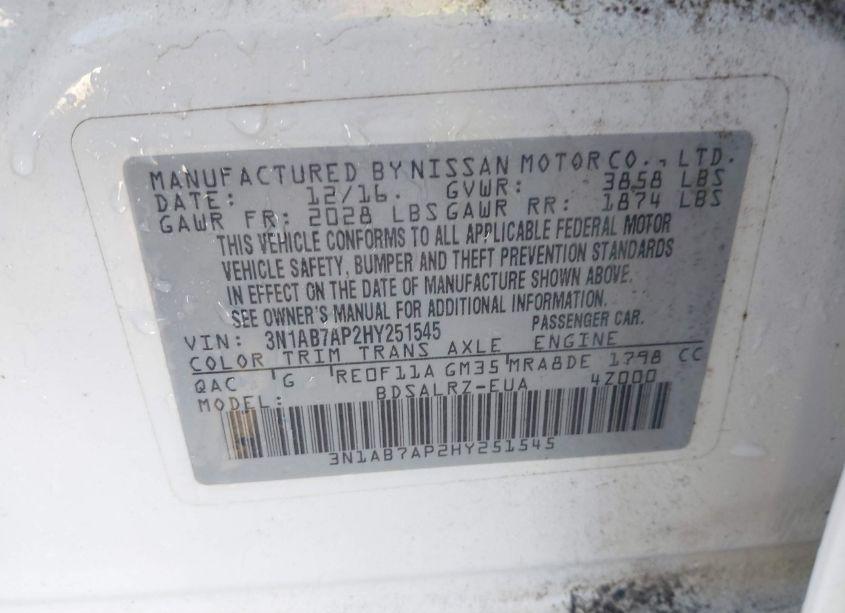 MANUFACTURED BY NISSAN MOTOR CO., LTD.
DATE: 12/16. GVWR: 3858 LBS
GAWR FR: 2028 LBS GAWR RR: 1874 LBS
THIS VEHICLE CONFORMS TO ALL APPLICABLE FEDERAL MOTOR
VEHICLE SAFETY, BUMPER AND THEFT PREVENTION STANDARDS
IN EFFECT ON THE DATE OF MANUFACTURE SHOWN ABOVE.
SEE OWNER'S MANUAL FOR ADDITIONAL INFORMATION.
VIN: 3N1AB7AP2HY251545 PASSENGER CAR.
COLOR TRIM TRANS AXLE ENGINE
QAC G RE0F11A GM35 MRA8DE 1798 CC
MODEL: BDSALRZ-EUA 4Z000
3N1AB7AP2HY251545